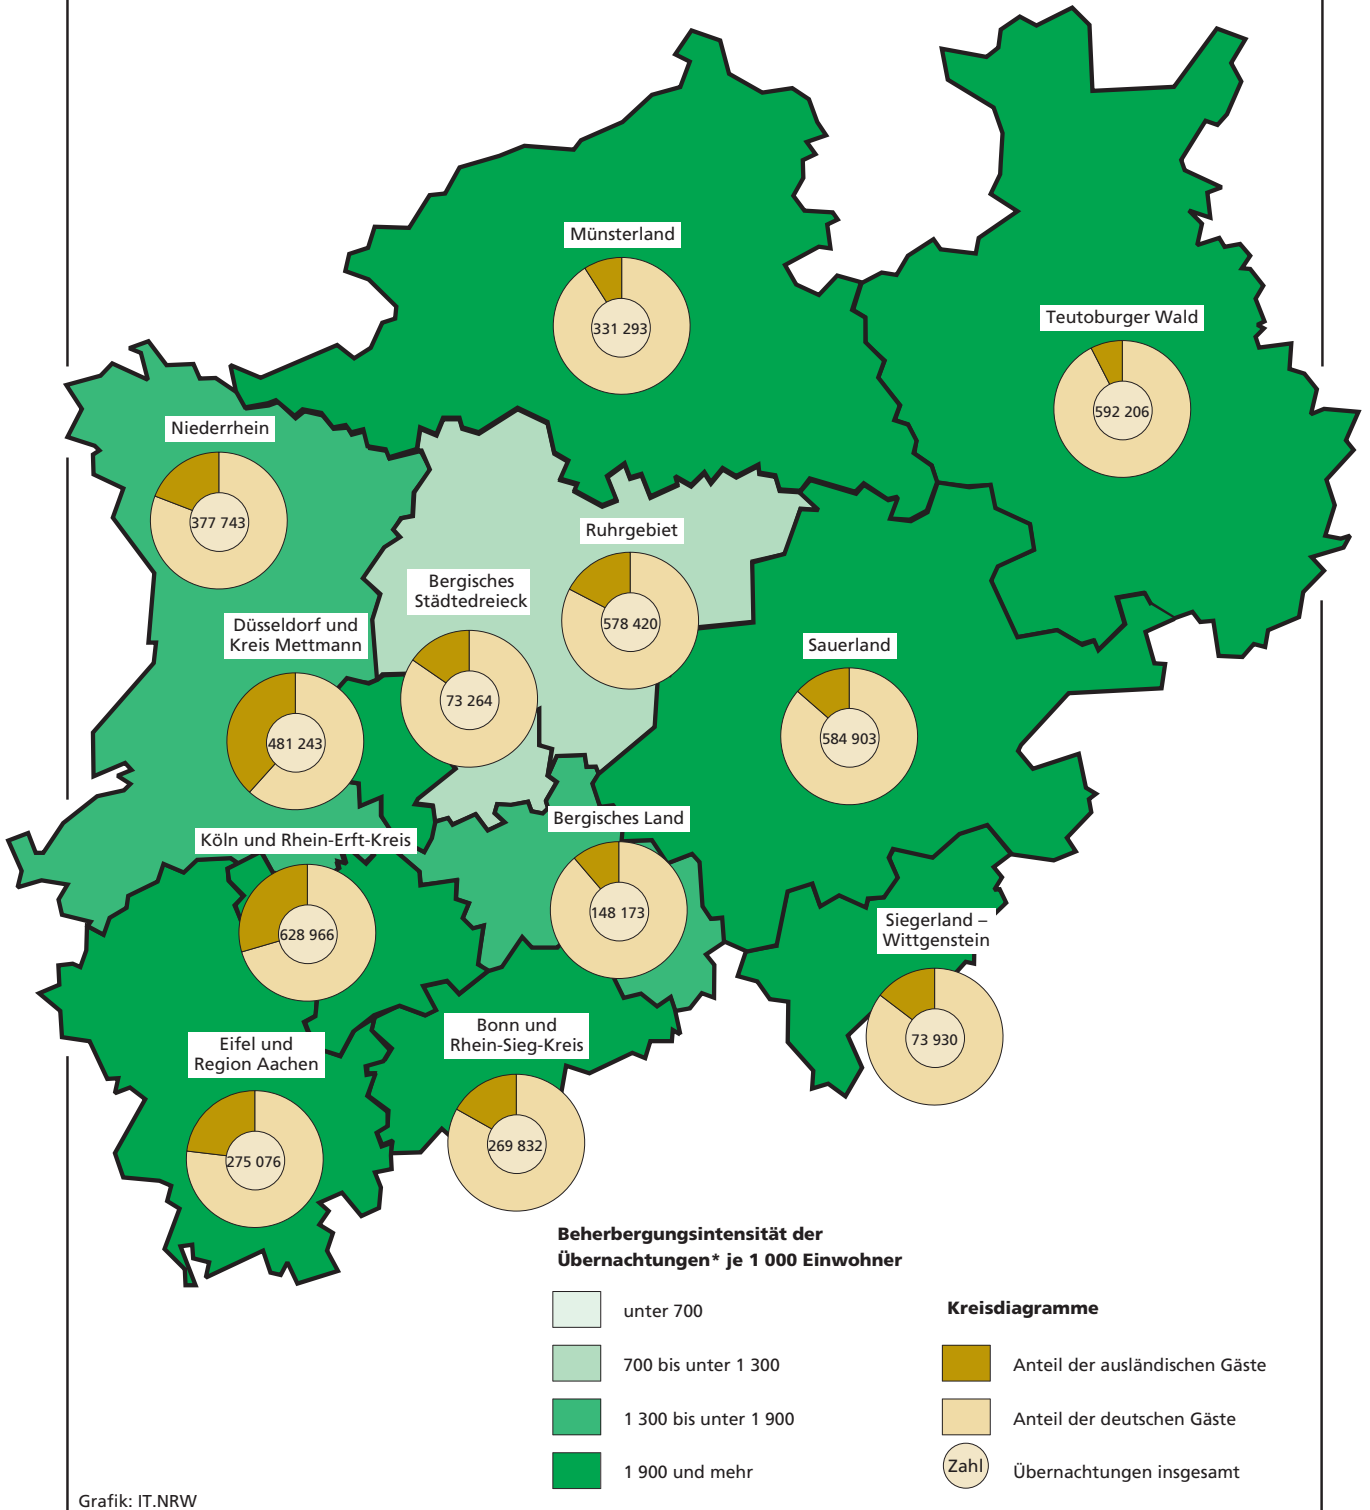 Münsterland
331 293
Teutoburger Wald
592 206
Niederrhein
377 743
Ruhrgebiet
578 420
Bergisches
Städtedreieck
73 264
Düsseldorf und
Kreis Mettmann
481 243
Sauerland
584 903
Köln und Rhein-Erft-Kreis
628 966
Bergisches Land
148 173
Siegerland –
Wittgenstein
73 930
Eifel und
Region Aachen
275 076
Bonn und
Rhein-Sieg-Kreis
269 832
Beherbergungsintensität der
Übernachtungen* je 1 000 Einwohner
unter 700
700 bis unter 1 300
1 300 bis unter 1 900
1 900 und mehr
Kreisdiagramme
Anteil der ausländischen Gäste
Anteil der deutschen Gäste
Zahl Übernachtungen insgesamt
Grafik: IT.NRW